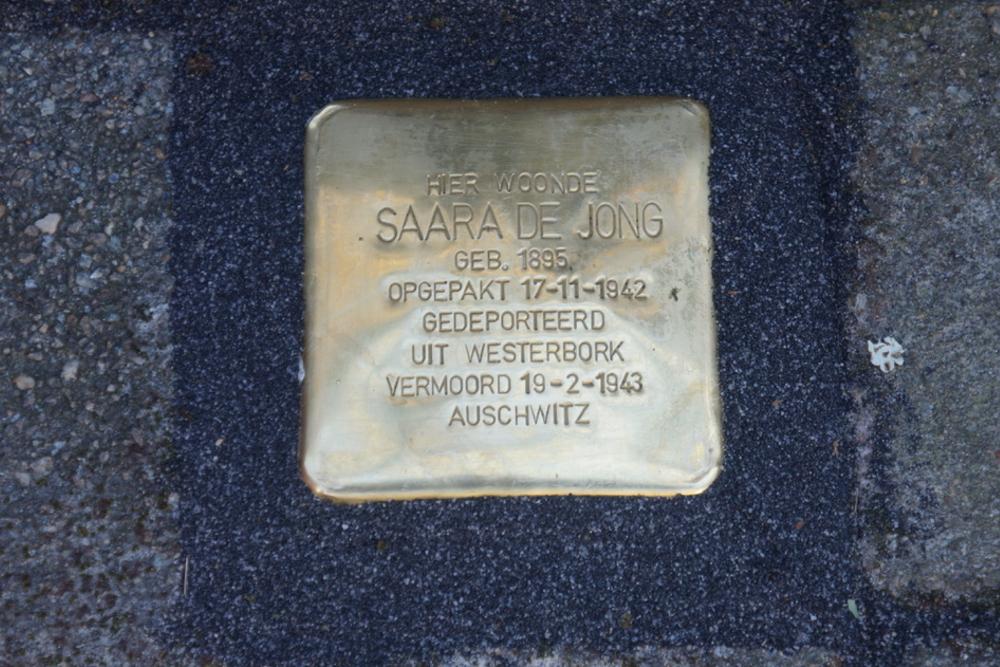 HIER WOONDE
SAARA DE JONG
GEB. 1895
OPGEPAKT 17-11-1942
GEDEPORTEERD
UIT WESTERBORK
VERMOORD 19-2-1943
AUSCHWITZ